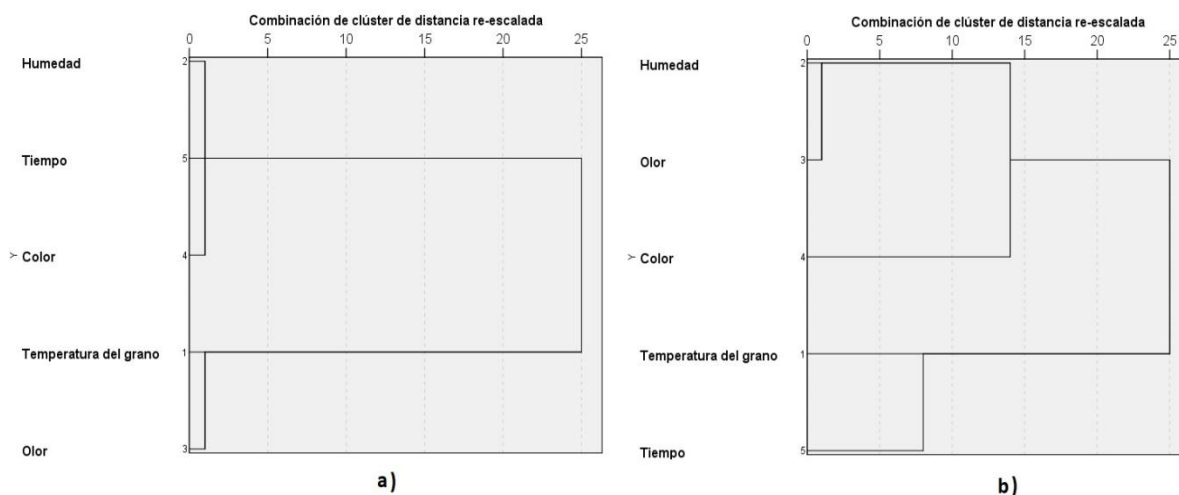 Combinación de clúster de distancia re-escalada
0 5 10 15 20 25
Humedad 2
Tiempo 5
Y Color 4
Temperatura del grano 1
Olor 3
a)
Combinación de clúster de distancia re-escalada
0 5 10 15 20 25
Humedad 2
Olor 3
Y Color 4
Temperatura del grano 1
Tiempo 5
b)